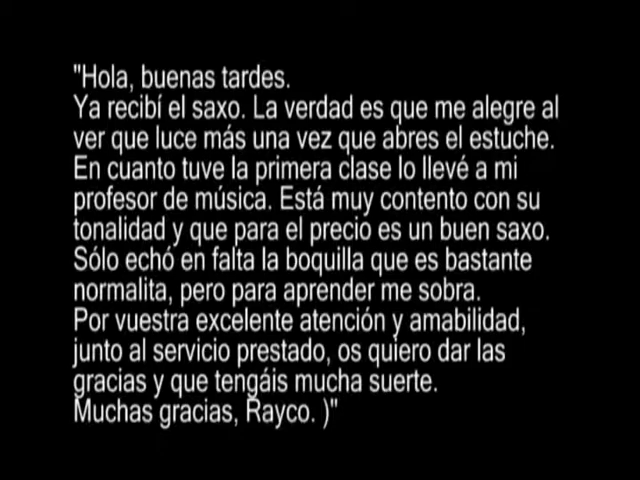 "Hola, buenas tardes.
Ya recibí el saxo. La verdad es que me alegre al
ver que luce más una vez que abres el estuche.
En cuanto tuve la primera clase lo llevé a mi
profesor de música. Está muy contento con su
tonalidad y que para el precio es un buen saxo.
Sólo echó en falta la boquilla que es bastante
normalita, pero para aprender me sobra.
Por vuestra excelente atención y amabilidad,
junto al servicio prestado, os quiero dar las
gracias y que tengáis mucha suerte.
Muchas gracias, Rayco. )"